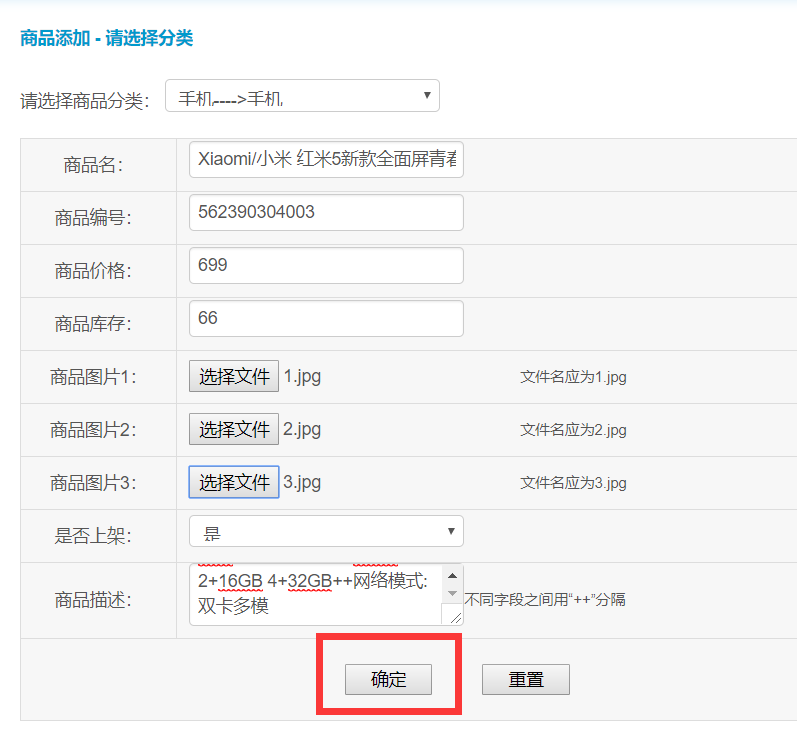 商品添加 - 请选择分类
请选择商品分类： 手机---->手机
商品名： Xiaomi/小米 红米5新款全面屏青春
商品编号： 562390304003
商品价格： 699
商品库存： 66
商品图片1： 选择文件 1.jpg 文件名应为1.jpg
商品图片2： 选择文件 2.jpg 文件名应为2.jpg
商品图片3： 选择文件 3.jpg 文件名应为3.jpg
是否上架： 是
2+16GB 4+32GB++网络模式:
商品描述： 双卡多模 不同字段之间用“++”分隔
确定 重置